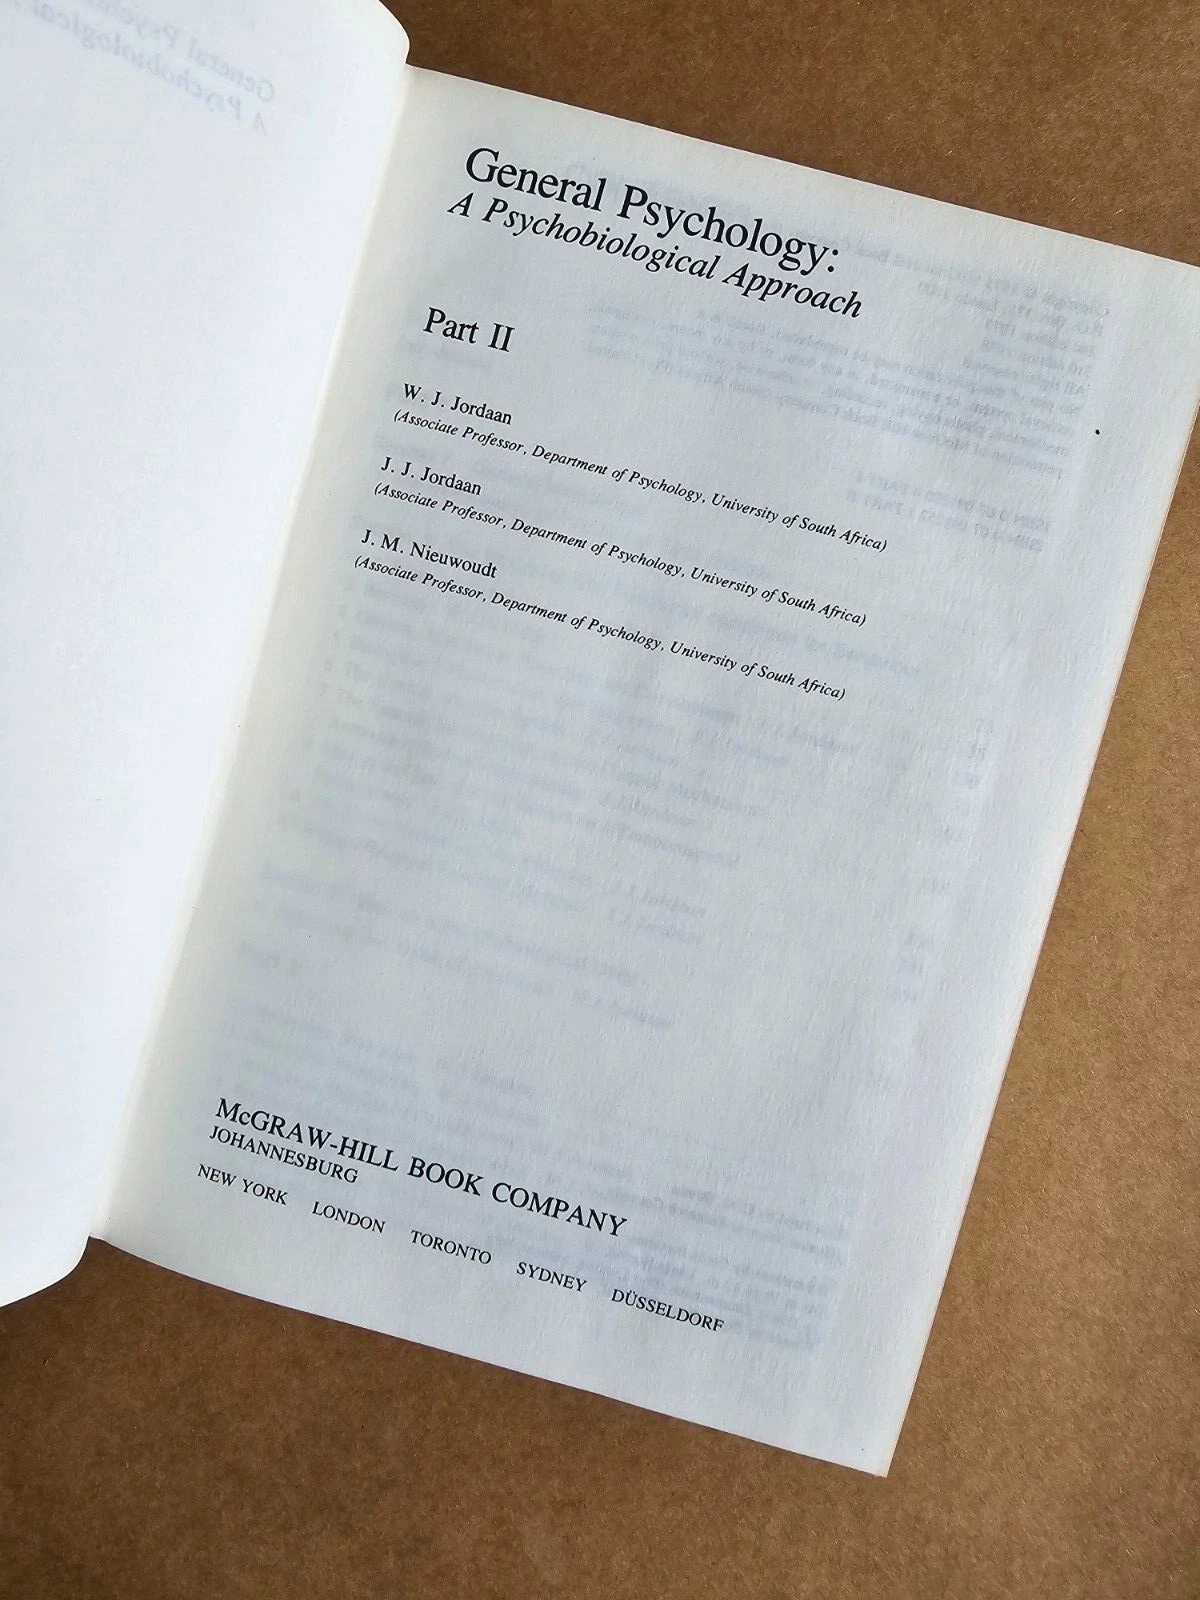 General Psychology:
A Psychobiological Approach
Part II
W. J. Jordaan
(Associate Professor, Department of Psychology, University of South Africa)
J. J. Jordaan
(Associate Professor, Department of Psychology, University of South Africa)
J. M. Nieuwoudt
(Associate Professor, Department of Psychology, University of South Africa)
McGRAW-HILL BOOK COMPANY
JOHANNESBURG
NEW YORK LONDON TORONTO SYDNEY DÜSSELDORF